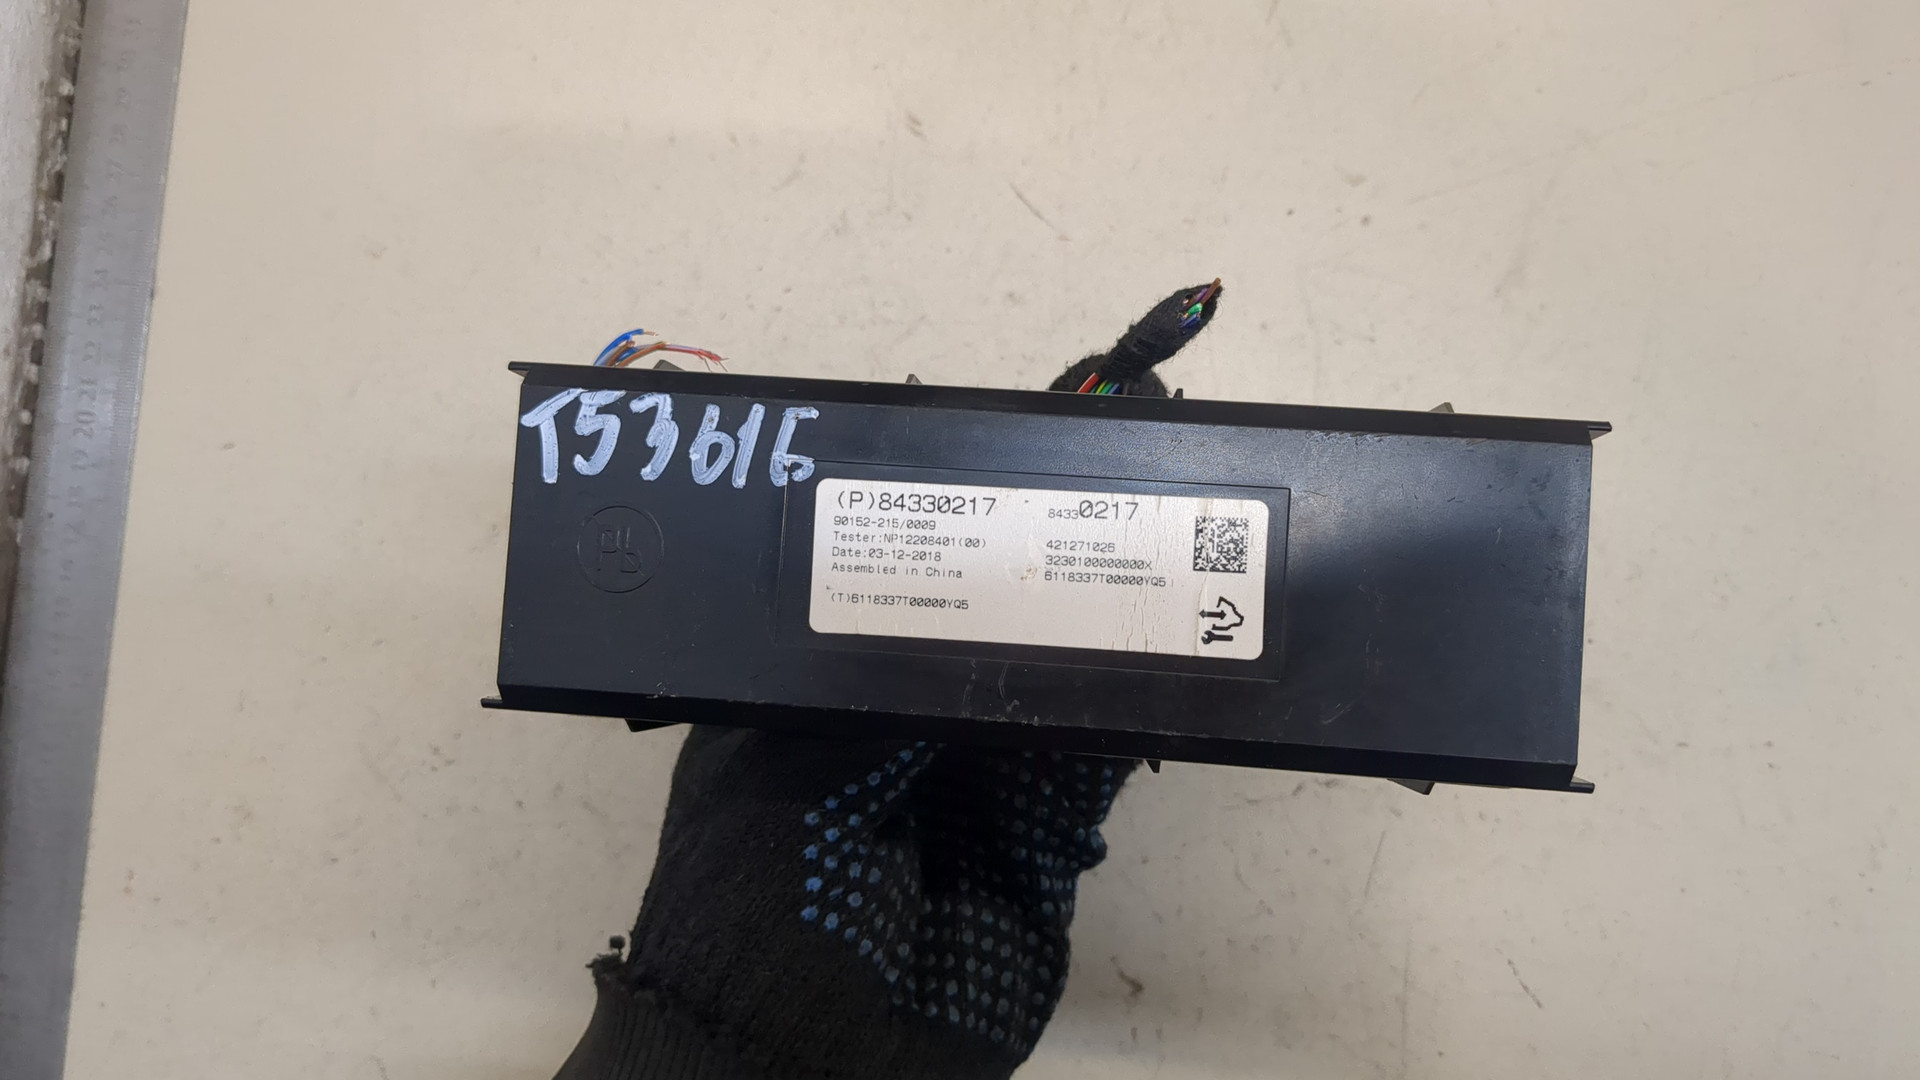 T53616
Pb
(P)84330217
90152-215/0009
Tester:NP12208401(00)
Date:03-12-2018
Assembled in China
(T)6118337T00000YQ5
84330217
421271026
3230100000000X
6118337T00000YQ5